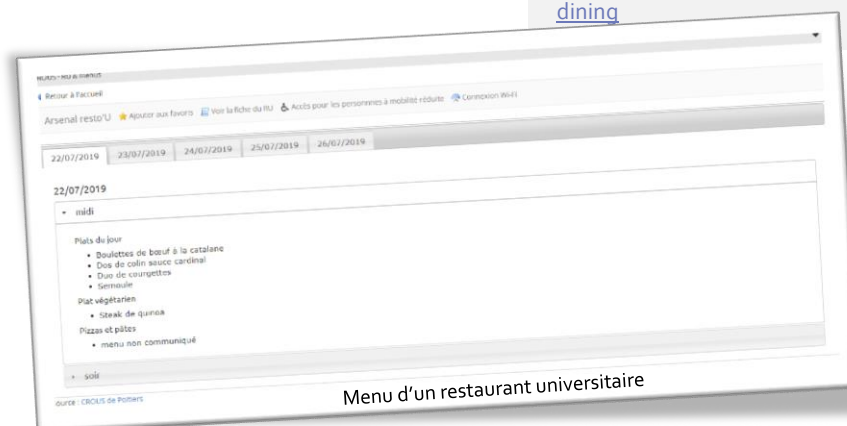 dining
CROUS - RU & menus
Retour à l'accueil
Arsenal resto'U Ajouter aux favoris Voir la fiche du RU Accès pour les personnes à mobilité réduite Connexion Wi-Fi
22/07/2019 23/07/2019 24/07/2019 25/07/2019 26/07/2019
22/07/2019
midi
Plats du jour
Boulettes de bœuf à la catalane
Dos de colin sauce cardinal
Duo de courgettes
Semoule
Plat végétarien
Steak de quinoa
Pizzas et pâtes
menu non communiqué
soir
ource : CROUS de Poitiers
Menu d'un restaurant universitaire